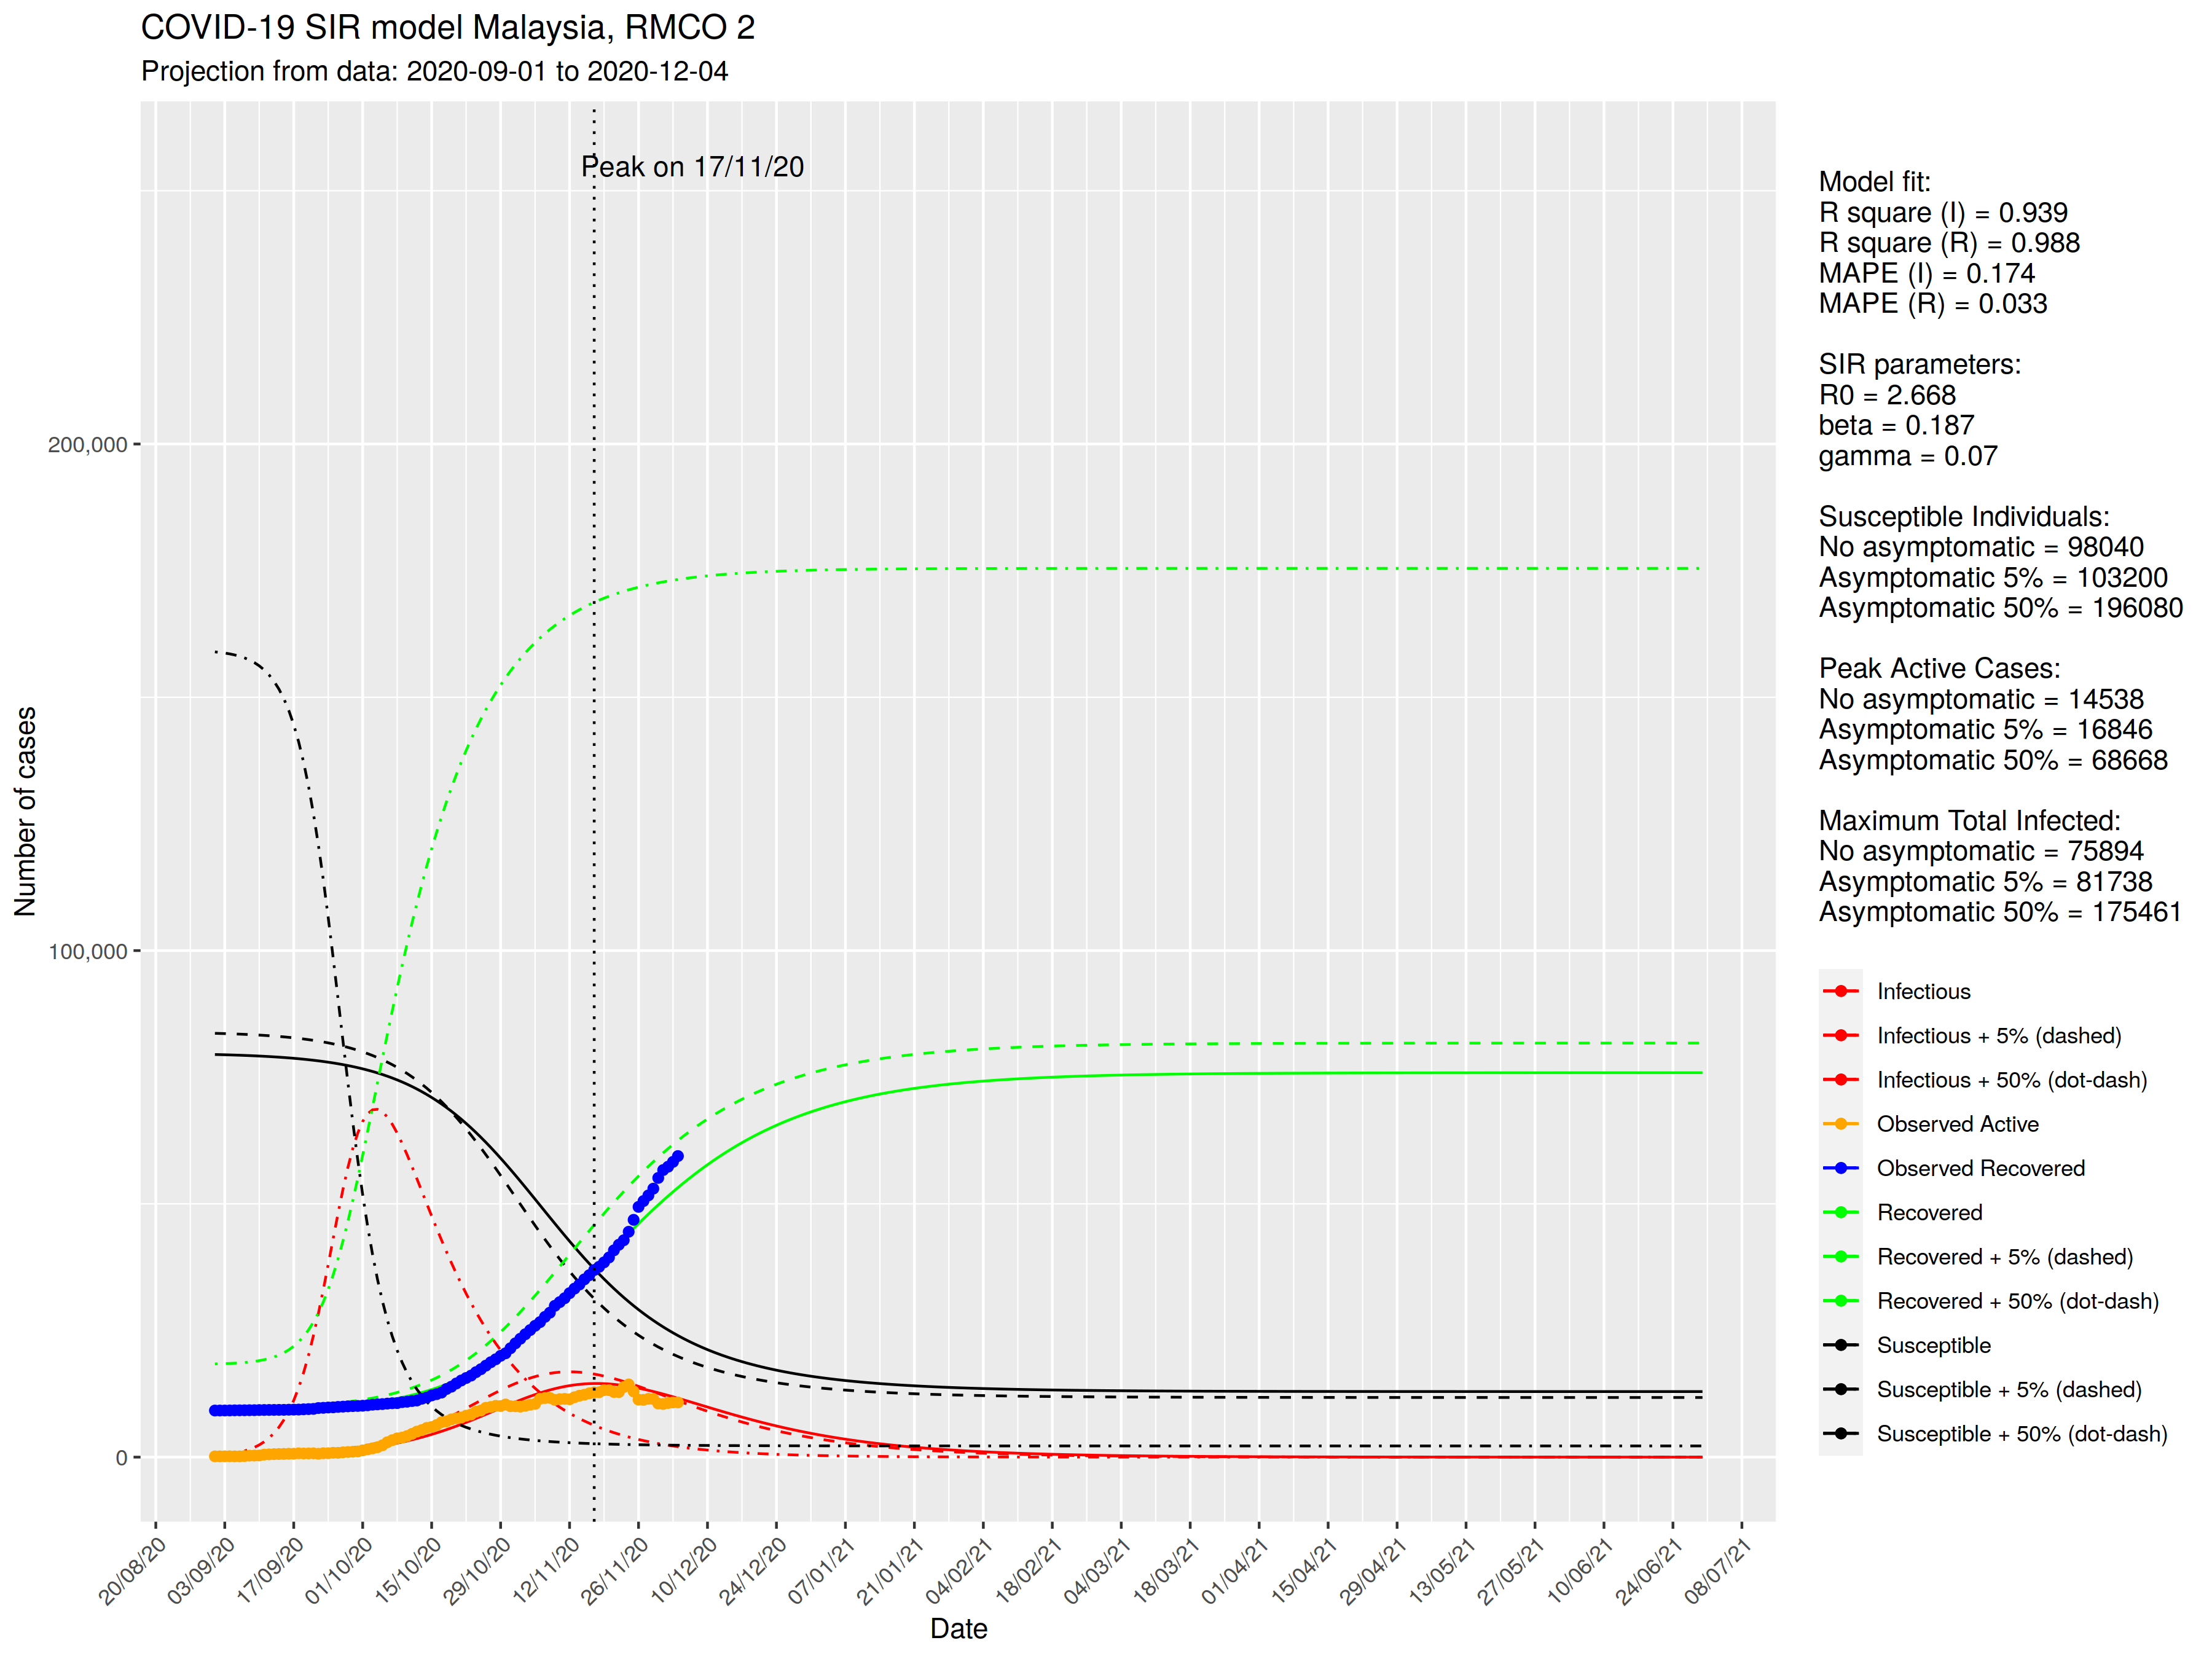 COVID-19 SIR model Malaysia, RMCO 2
Projection from data: 2020-09-01 to 2020-12-04
Peak on 17/11/20
Number of cases
200,000
100,000
0
20/08/20
03/09/20
17/09/20
01/10/20
15/10/20
29/10/20
12/11/20
26/11/20
10/12/20
24/12/20
07/01/21
21/01/21
04/02/21
18/02/21
04/03/21
18/03/21
01/04/21
15/04/21
29/04/21
13/05/21
27/05/21
10/06/21
24/06/21
08/07/21
Date
Model fit:
R square (I) = 0.939
R square (R) = 0.988
MAPE (I) = 0.174
MAPE (R) = 0.033
SIR parameters:
R0 = 2.668
beta = 0.187
gamma = 0.07
Susceptible Individuals:
No asymptomatic = 98040
Asymptomatic 5% = 103200
Asymptomatic 50% = 196080
Peak Active Cases:
No asymptomatic = 14538
Asymptomatic 5% = 16846
Asymptomatic 50% = 68668
Maximum Total Infected:
No asymptomatic = 75894
Asymptomatic 5% = 81738
Asymptomatic 50% = 175461
Infectious
Infectious + 5% (dashed)
Infectious + 50% (dot-dash)
Observed Active
Observed Recovered
Recovered
Recovered + 5% (dashed)
Recovered + 50% (dot-dash)
Susceptible
Susceptible + 5% (dashed)
Susceptible + 50% (dot-dash)